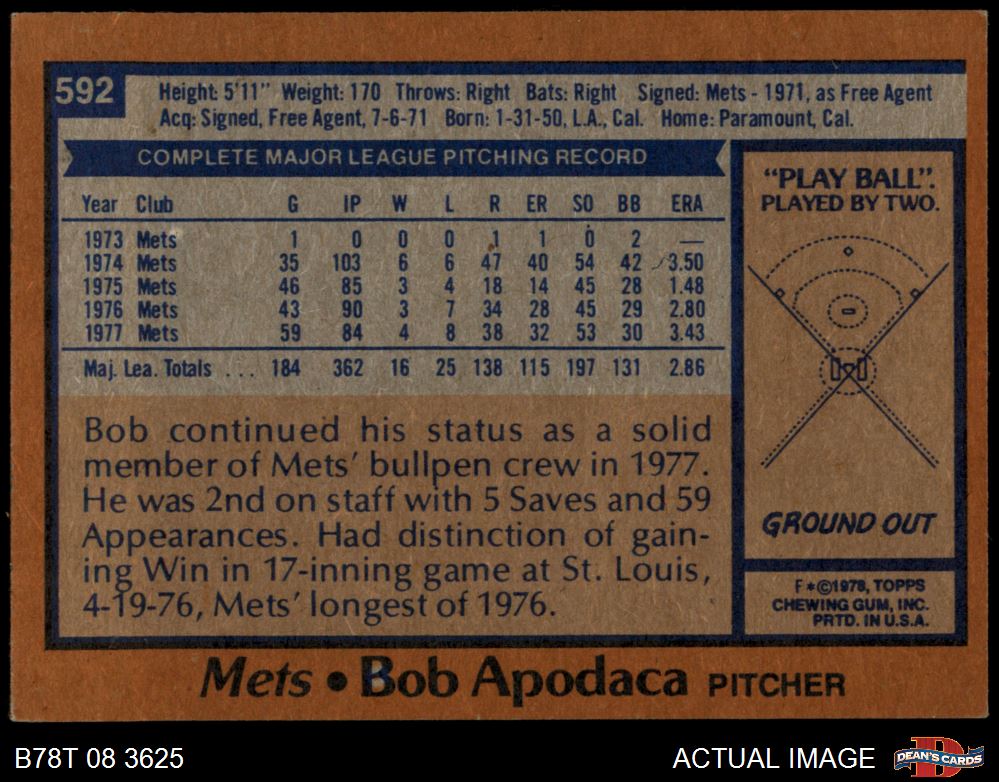 592
Height: 5'11" Weight: 170 Throws: Right Bats: Right Signed: Mets - 1971, as Free Agent
Acq: Signed, Free Agent, 7-6-71 Born: 1-31-50, L.A., Cal. Home: Paramount, Cal.
COMPLETE MAJOR LEAGUE PITCHING RECORD
Year Club G IP W L R ER SO BB ERA
1973 Mets 1 0 0 0 1 1 0 2 —
1974 Mets 35 103 6 6 47 40 54 42 3.50
1975 Mets 46 85 3 4 18 14 45 28 1.48
1976 Mets 43 90 3 7 34 28 45 29 2.80
1977 Mets 59 84 4 8 38 32 53 30 3.43
Maj. Lea. Totals ... 184 362 16 25 138 115 197 131 2.86
Bob continued his status as a solid
member of Mets' bullpen crew in 1977.
He was 2nd on staff with 5 Saves and 59
Appearances. Had distinction of gain-
ing Win in 17-inning game at St. Louis,
4-19-76, Mets' longest of 1976.
"PLAY BALL".
PLAYED BY TWO.
GROUND OUT
F*©1978, TOPPS
CHEWING GUM, INC.
PRTD. IN U.S.A.
Mets • Bob Apodaca PITCHER
B78T 08 3625
ACTUAL IMAGE
D
DEAN'S CARDS